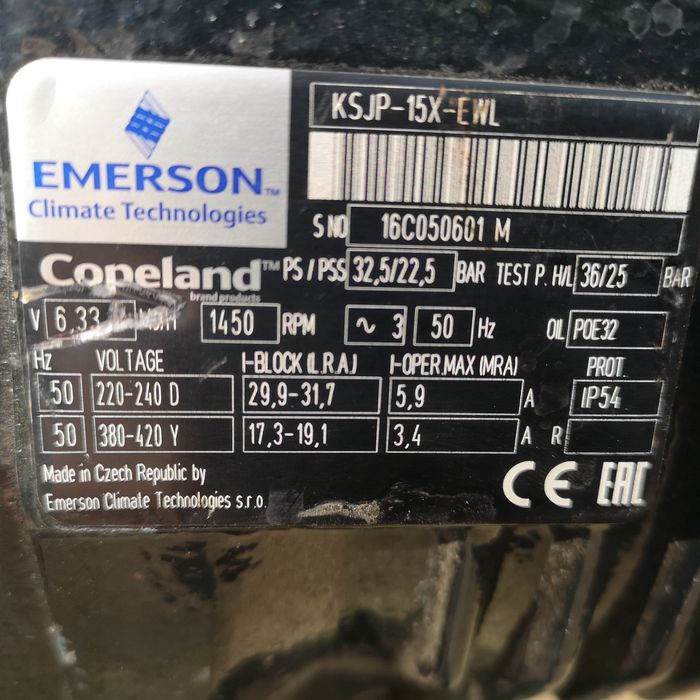 EMERSON™
Climate Technologies
KSJP-15X-EWL
S NO 16C050601 M
Copeland™
brand products
PS / PSS 32,5/22,5 BAR TEST P. H/L 36/25 BAR
V 6,33 M3/H 1450 RPM ~ 3 50 Hz OIL POE32
Hz VOLTAGE I-BLOCK (L.R.A.) I-OPER.MAX (MRA) PROT.
50 220-240 D 29,9-31,7 5,9 A IP54
50 380-420 Y 17,3-19,1 3,4 A R
Made in Czech Republic by
Emerson Climate Technologies s.r.o.
CE EAC